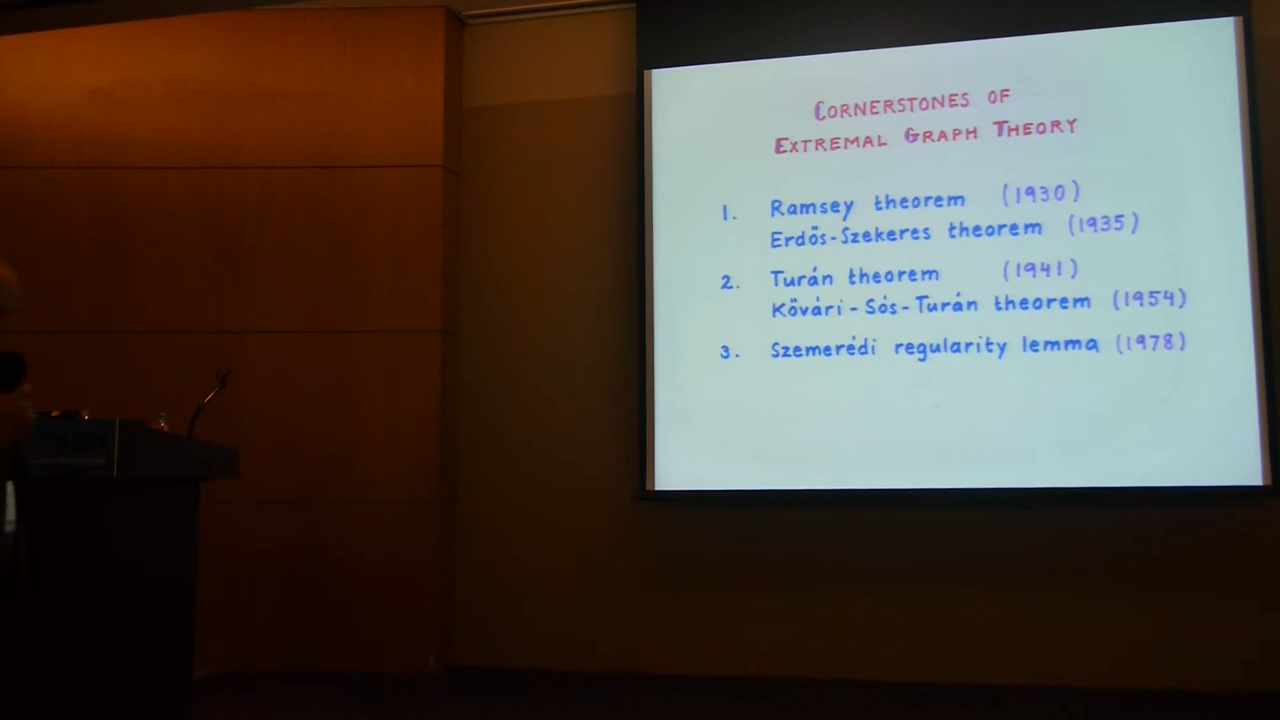 CORNERSTONES OF
EXTREMAL GRAPH THEORY
1. Ramsey theorem (1930)
Erdős-Szekeres theorem (1935)
2. Turán theorem (1941)
Kővári-Sós-Turán theorem (1954)
3. Szemerédi regularity lemma (1978)